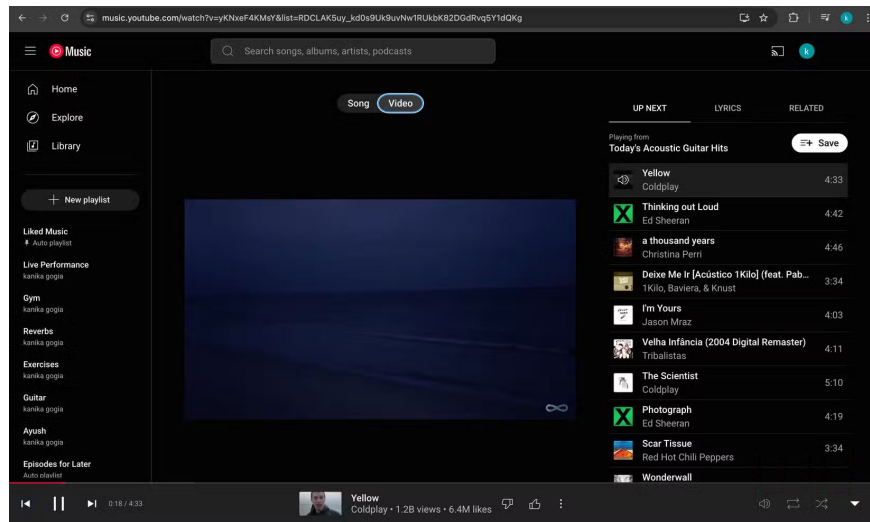 music.youtube.com/watch?v=yKNxeF4KMsY&list=RDCLAK5uy_kd0s9Uk9uvNw1RUkbK82DGdRvq5Y1dQKg
k
Music
Search songs, albums, artists, podcasts
k
Home
Explore
Library
New playlist
Liked Music
Auto playlist
Live Performance
kanika gogia
Gym
kanika gogia
Reverbs
kanika gogia
Exercises
kanika gogia
Guitar
kanika gogia
Ayush
kanika gogia
Episodes for Later
Auto playlist
Song Video
UP NEXT LYRICS RELATED
Playing from
Today's Acoustic Guitar Hits
Save
Yellow
Coldplay
4:33
Thinking out Loud
Ed Sheeran
4:42
a thousand years
Christina Perri
4:46
Deixe Me Ir [Acústico 1Kilo] (feat. Pab...
1Kilo, Baviera, & Knust
3:34
I'm Yours
Jason Mraz
4:03
Velha Infância (2004 Digital Remaster)
Tribalistas
4:11
The Scientist
Coldplay
5:10
Photograph
Ed Sheeran
4:19
Scar Tissue
Red Hot Chili Peppers
3:34
Wonderwall
0:18 / 4:33
Yellow
Coldplay • 1.2B views • 6.4M likes